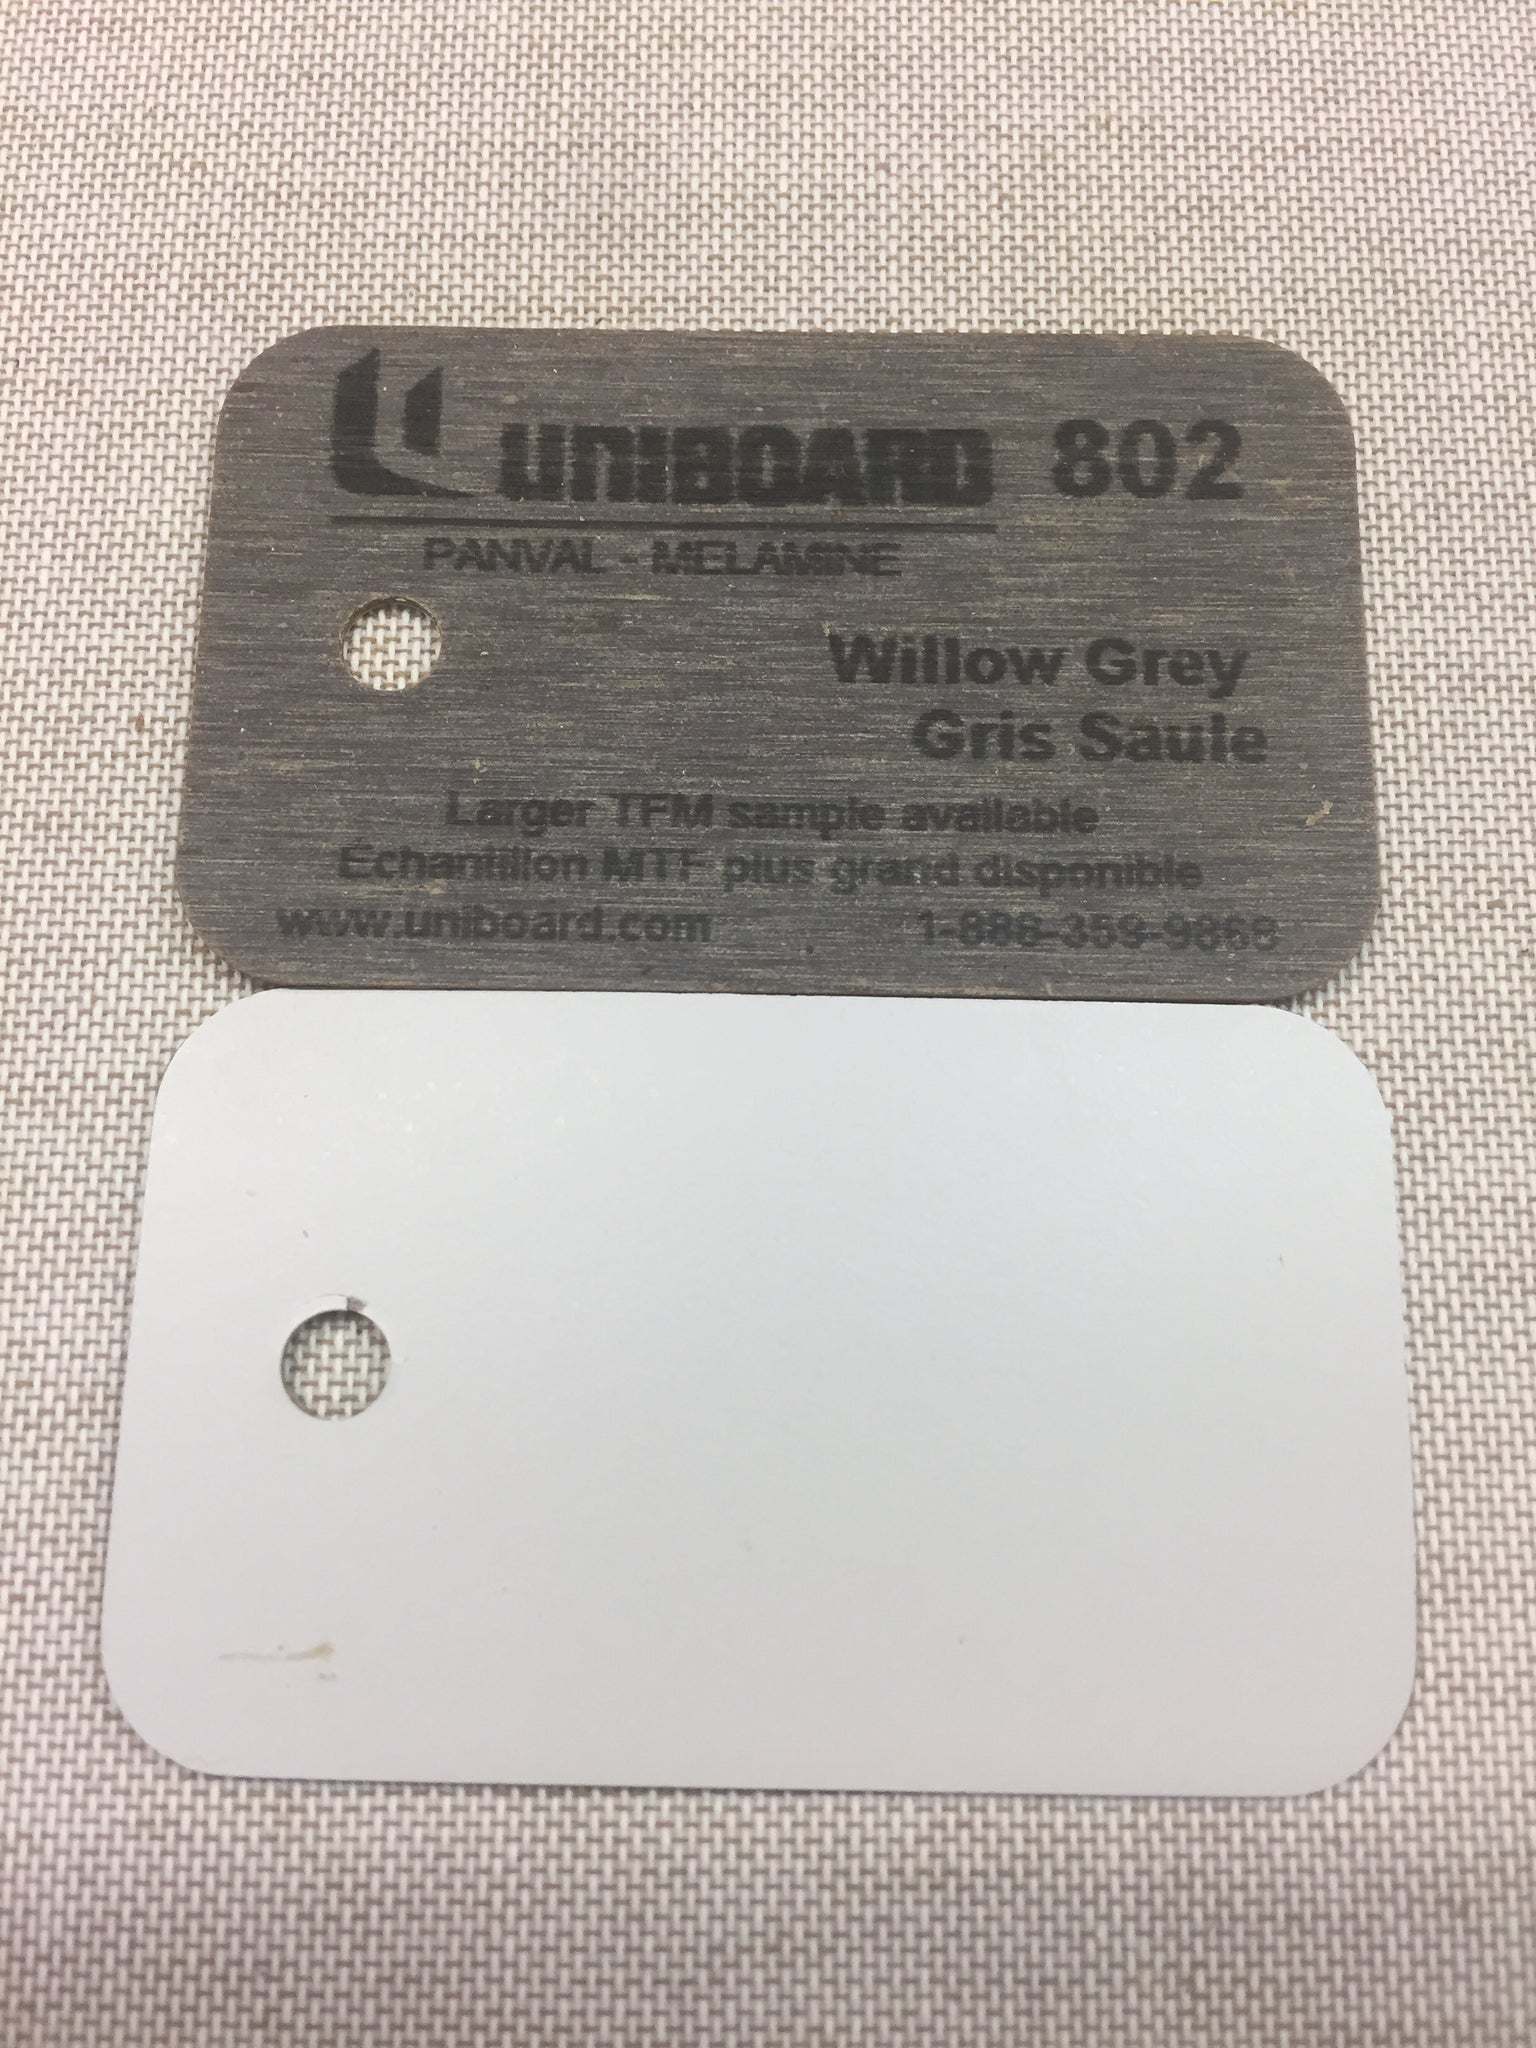 UNIBOARD 802
PANVAL - MELAMINE
Willow Grey
Gris Saule
Larger TFM sample available
Échantillon MTF plus grand disponible
www.uniboard.com